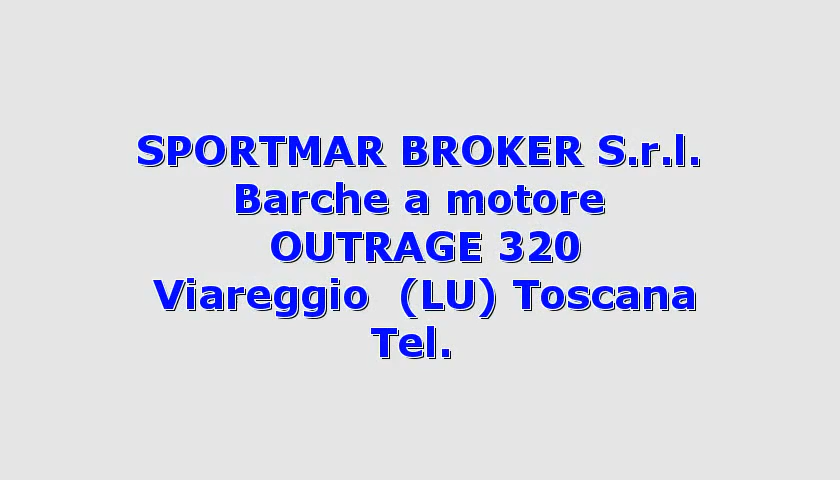 SPORTMAR BROKER S.r.l.
Barche a motore
OUTRAGE 320
Viareggio  (LU) Toscana
Tel.